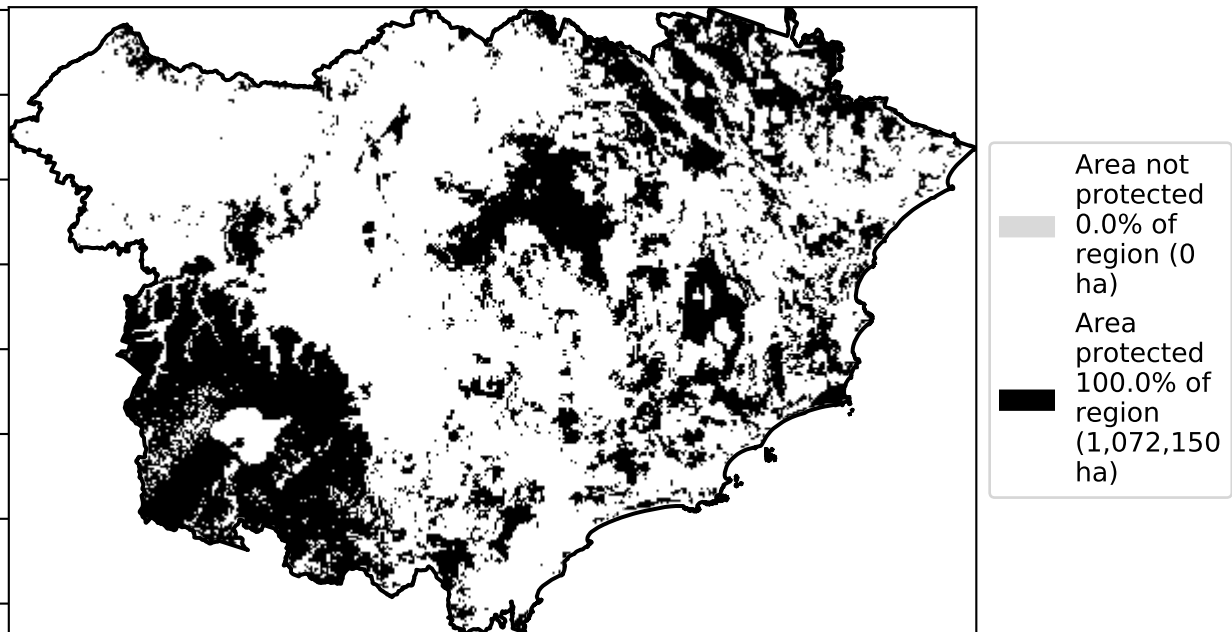 Area not
protected
0.0% of
region (0
ha)
Area
protected
100.0% of
region
(1,072,150
ha)